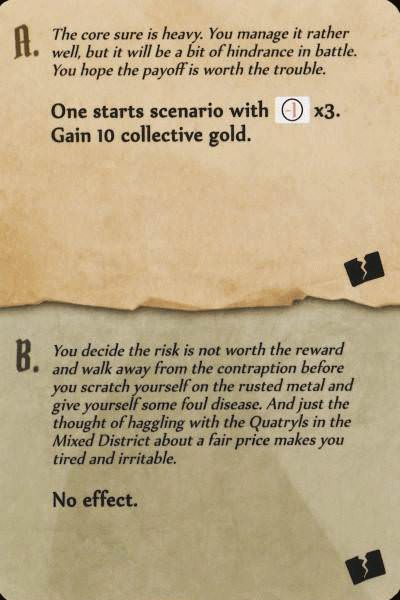 A.
The core sure is heavy. You manage it rather
well, but it will be a bit of hindrance in battle.
You hope the payoff is worth the trouble.
One starts scenario with -1 x3.
Gain 10 collective gold.
B.
You decide the risk is not worth the reward
and walk away from the contraption before
you scratch yourself on the rusted metal and
give yourself some foul disease. And just the
thought of haggling with the Quatryls in the
Mixed District about a fair price makes you
tired and irritable.
No effect.